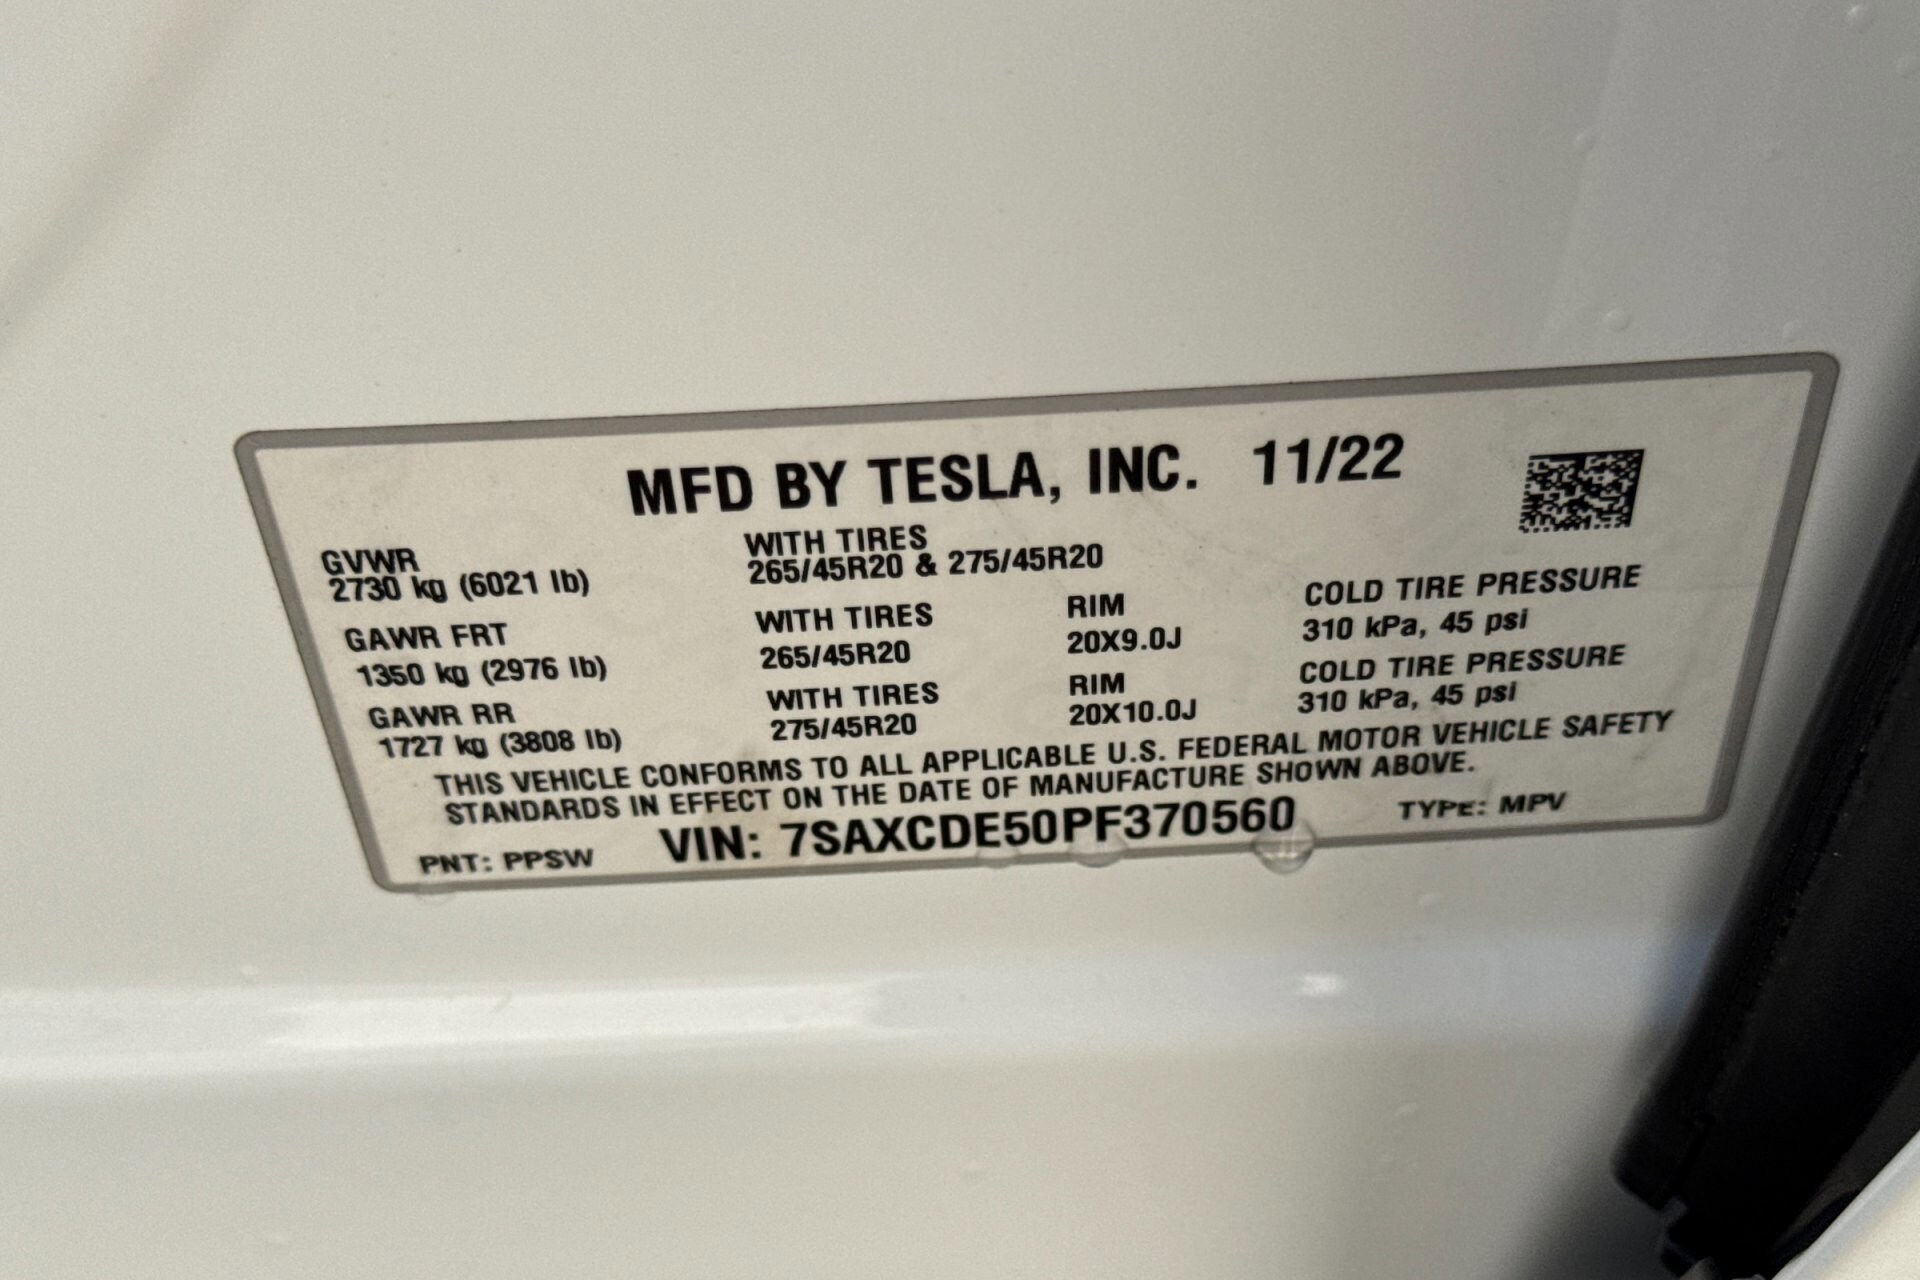 MFD BY TESLA, INC. 11/22
GVWR
2730 kg (6021 lb)
WITH TIRES
265/45R20 & 275/45R20
GAWR FRT
1350 kg (2976 lb)
WITH TIRES
265/45R20
RIM
20X9.0J
COLD TIRE PRESSURE
310 kPa, 45 psi
GAWR RR
1727 kg (3808 lb)
WITH TIRES
275/45R20
RIM
20X10.0J
COLD TIRE PRESSURE
310 kPa, 45 psi
THIS VEHICLE CONFORMS TO ALL APPLICABLE U.S. FEDERAL MOTOR VEHICLE SAFETY
STANDARDS IN EFFECT ON THE DATE OF MANUFACTURE SHOWN ABOVE.
PNT: PPSW VIN: 7SAXCDE50PF370560 TYPE: MPV